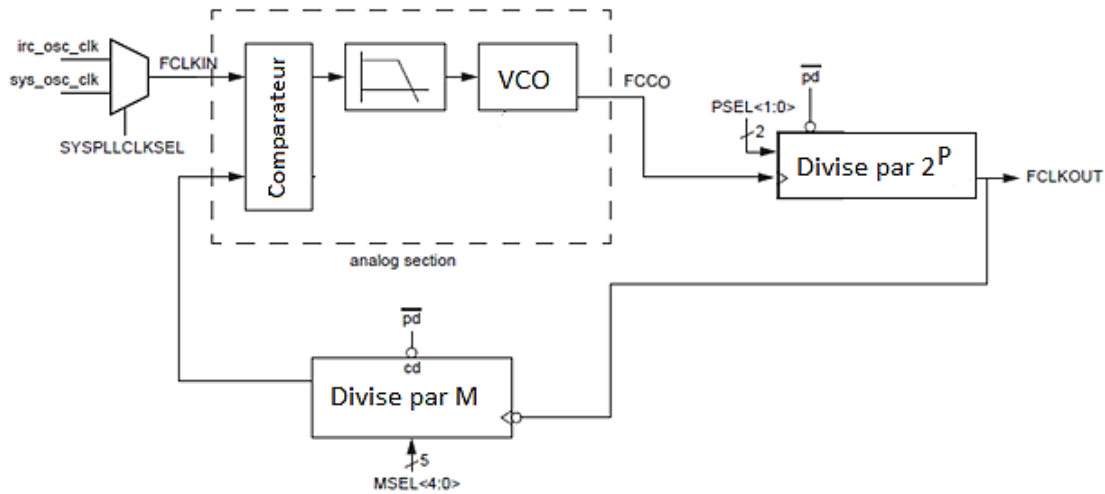 irc_osc_clk
sys_osc_clk
SYSPLLCLKSEL
FCLKIN
Comparateur
VCO
analog section
FCCO
pd
PSEL<1:0>
2
Divise par 2^P
FCLKOUT
pd
cd
Divise par M
5
MSEL<4:0>